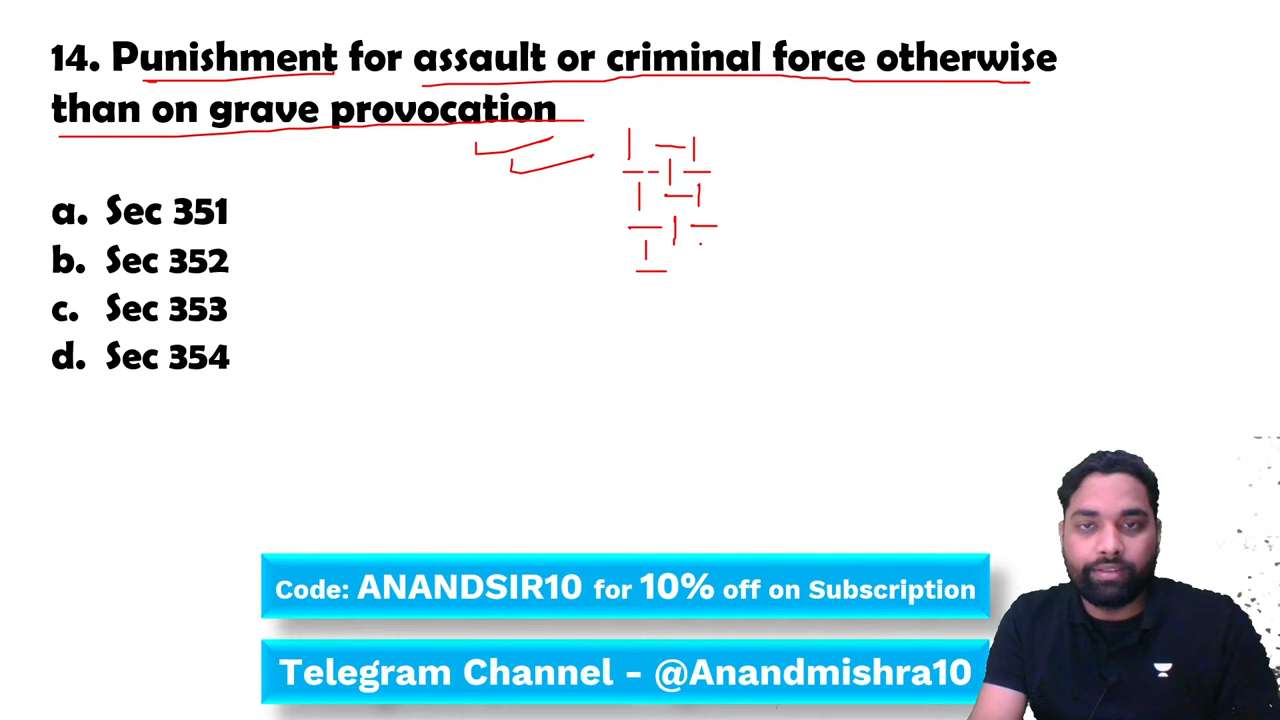 14. Punishment for assault or criminal force otherwise
than on grave provocation
a. Sec 351
b. Sec 352
c. Sec 353
d. Sec 354
Code: ANANDSIR10 for 10% off on Subscription
Telegram Channel - @Anandmishra10